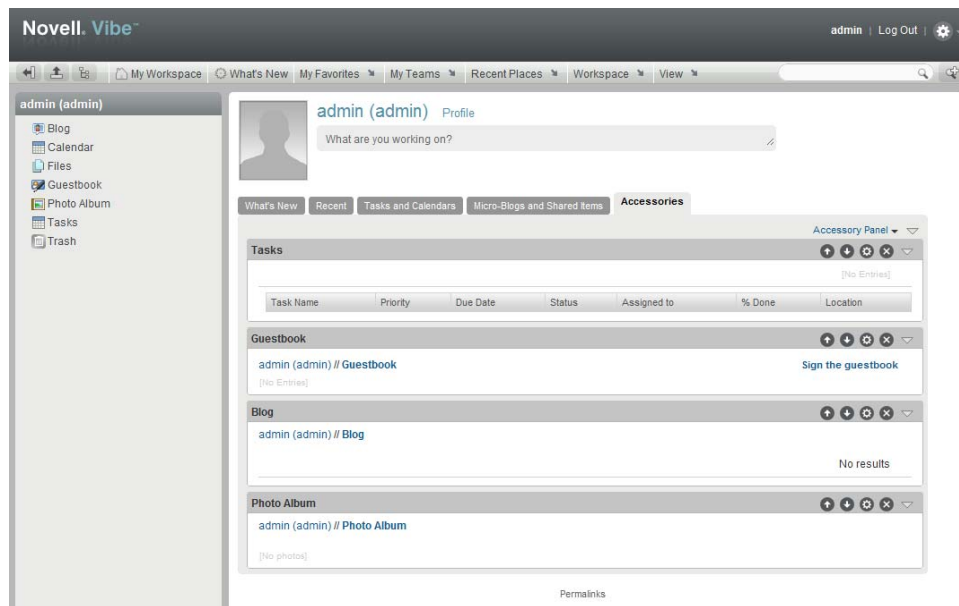 Novell. Vibe™
admin | Log Out |
My Workspace What's New My Favorites My Teams Recent Places Workspace View
admin (admin)
Blog
Calendar
Files
Guestbook
Photo Album
Tasks
Trash
admin (admin) Profile
What are you working on?
What's New Recent Tasks and Calendars Micro-Blogs and Shared Items Accessories
Accessory Panel
Tasks
[No Entries]
Task Name Priority Due Date Status Assigned to % Done Location
Guestbook
admin (admin) // Guestbook Sign the guestbook
[No Entries]
Blog
admin (admin) // Blog
No results
Photo Album
admin (admin) // Photo Album
[No photos]
Permalinks